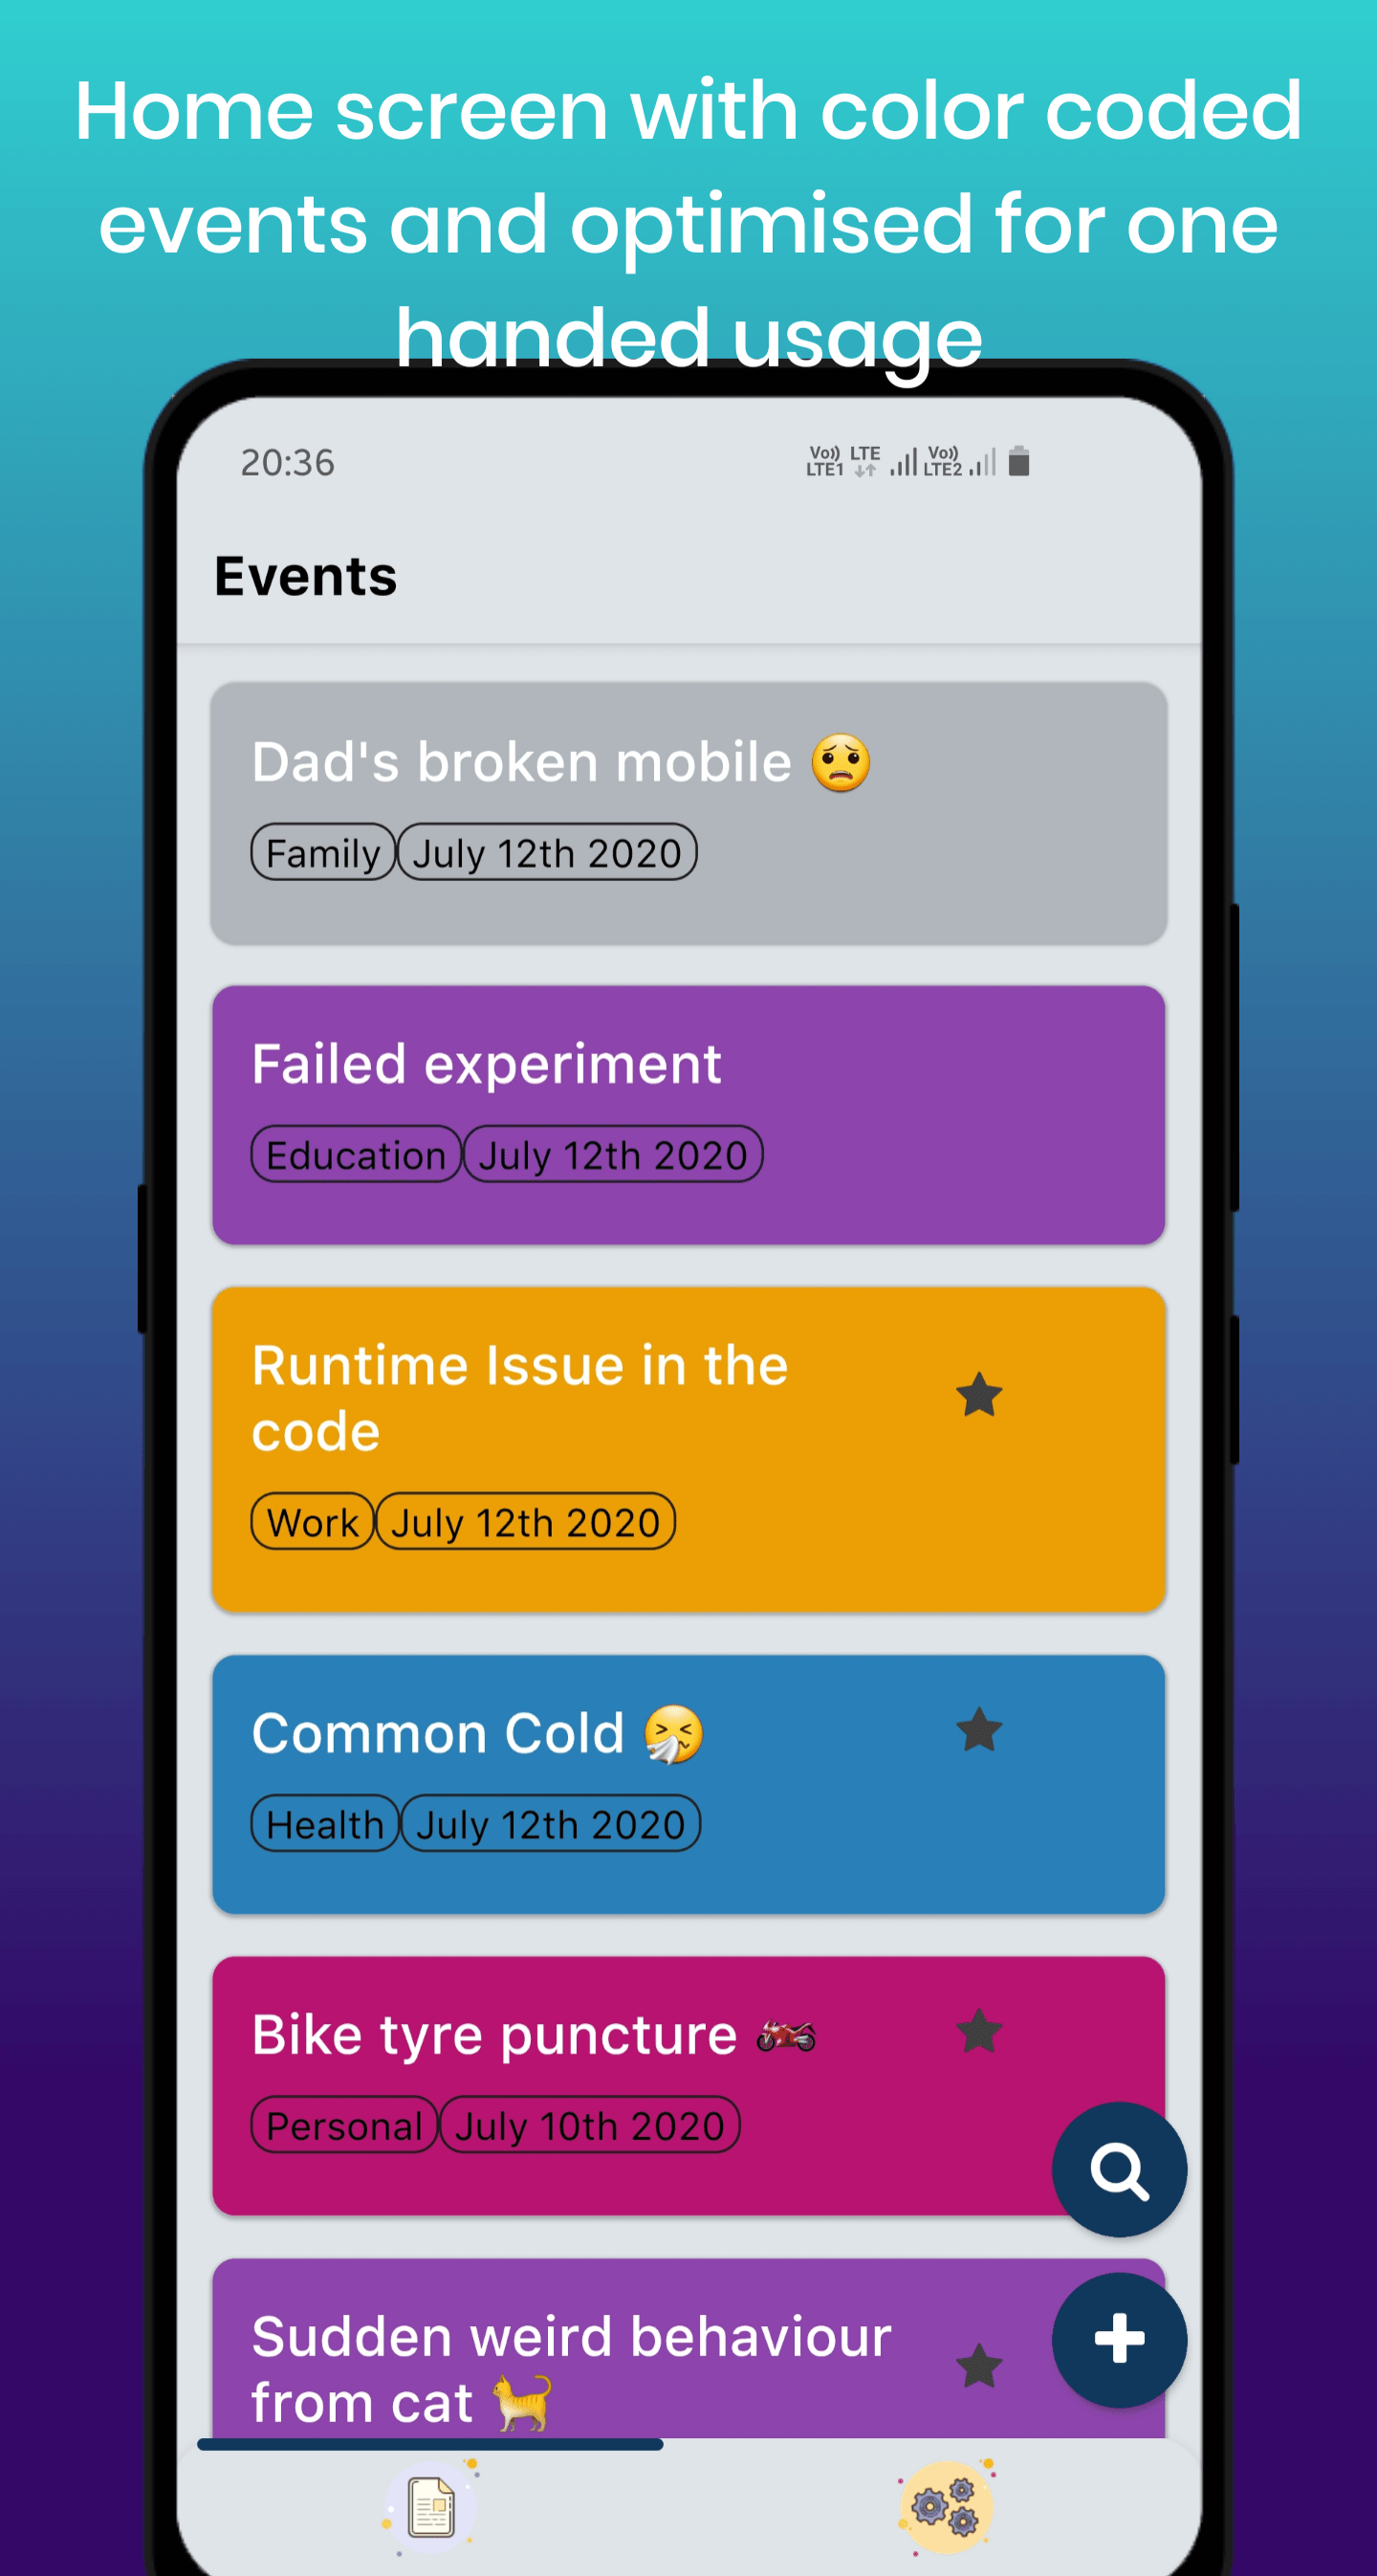 Home screen with color coded
events and optimised for one
handed usage
20:36
Vo)) LTE Vo))
LTE1 LTE2
Events
Dad's broken mobile 😟
Family July 12th 2020
Failed experiment
Education July 12th 2020
Runtime Issue in the
code
Work July 12th 2020
Common Cold 🤧
Health July 12th 2020
Bike tyre puncture 🏍️
Personal July 10th 2020
Sudden weird behaviour
from cat 🐈